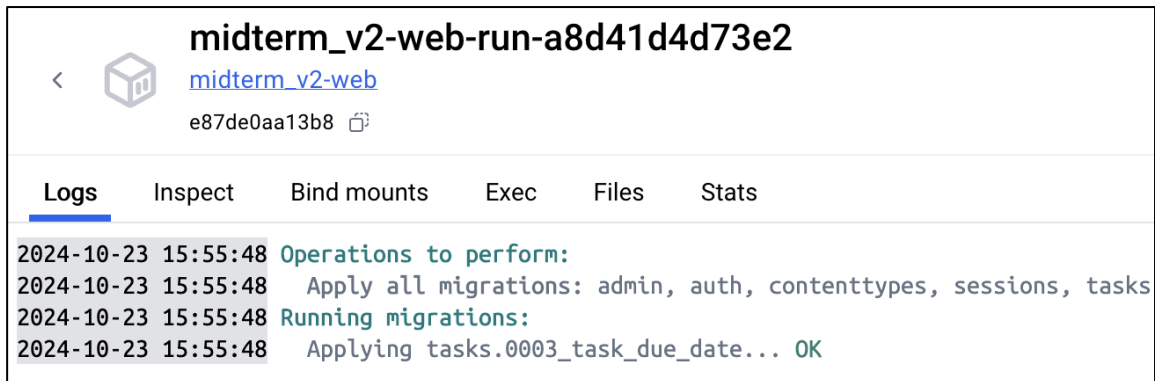 midterm_v2-web-run-a8d41d4d73e2
midterm_v2-web
e87de0aa13b8
Logs Inspect Bind mounts Exec Files Stats
2024-10-23 15:55:48 Operations to perform:
2024-10-23 15:55:48   Apply all migrations: admin, auth, contenttypes, sessions, tasks
2024-10-23 15:55:48 Running migrations:
2024-10-23 15:55:48   Applying tasks.0003_task_due_date... OK